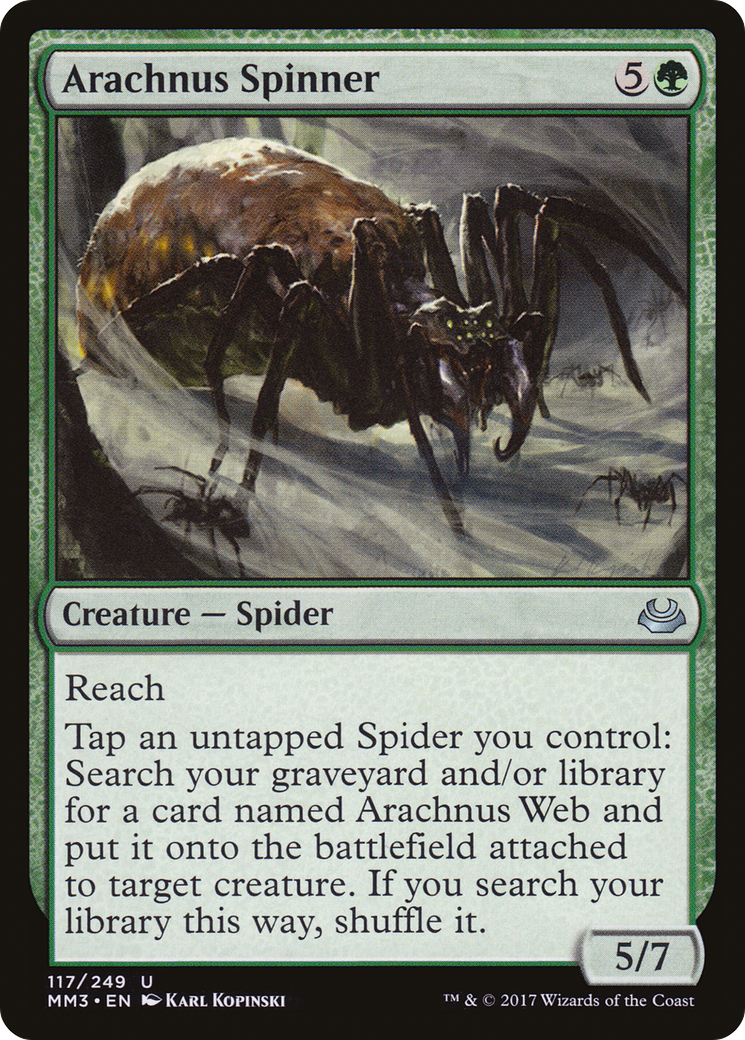 Arachnus Spinner 5
Creature — Spider
Reach
Tap an untapped Spider you control:
Search your graveyard and/or library
for a card named Arachnus Web and
put it onto the battlefield attached
to target creature. If you search your
library this way, shuffle it.
5/7
117/249 U
MM3 • EN Karl Kopinski
™ & © 2017 Wizards of the Coast